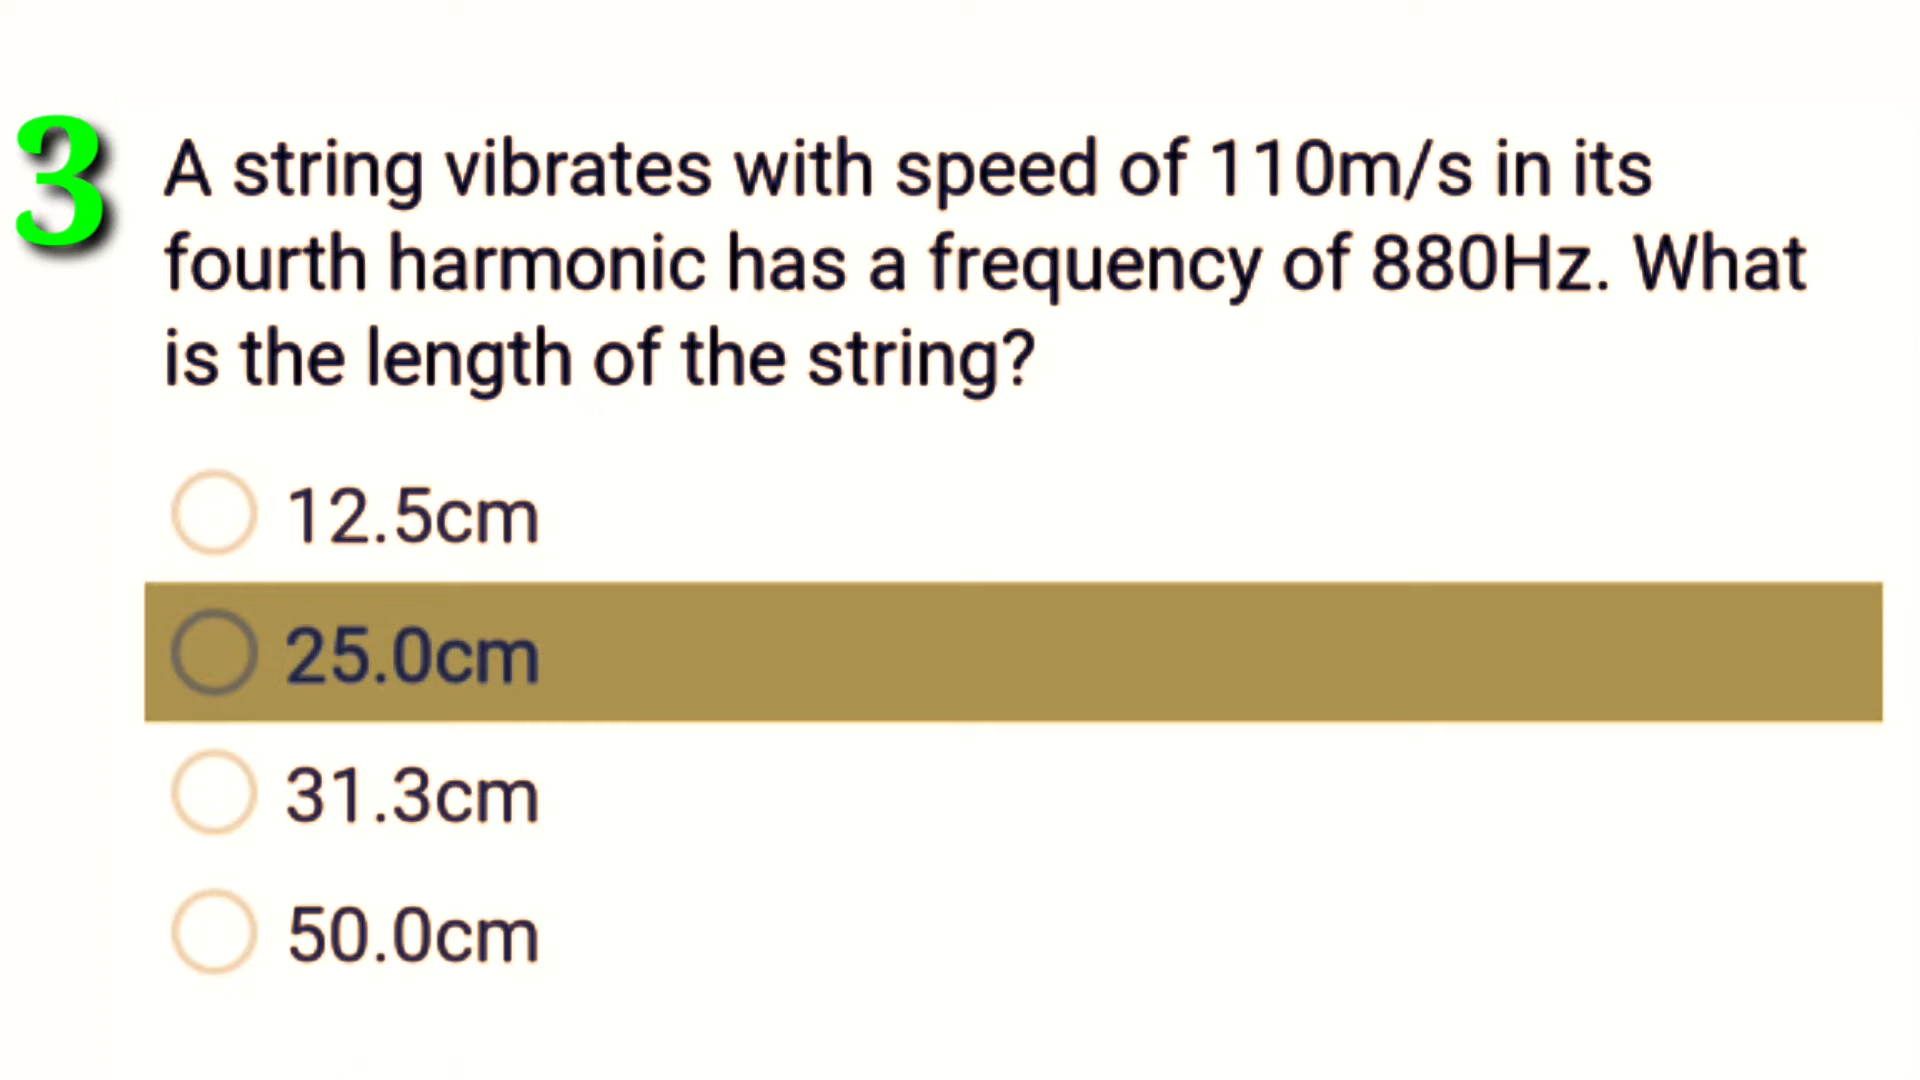 3
A string vibrates with speed of 110m/s in its
fourth harmonic has a frequency of 880Hz. What
is the length of the string?
12.5cm
25.0cm
31.3cm
50.0cm